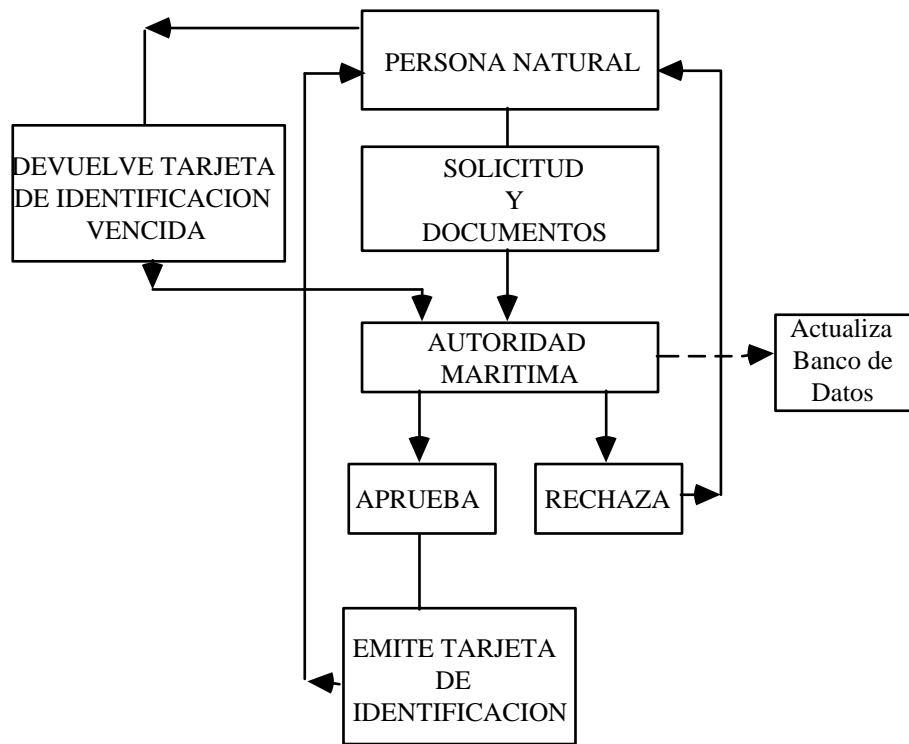 PERSONA NATURAL
DEVUELVE TARJETA
DE IDENTIFICACION
VENCIDA
SOLICITUD
Y
DOCUMENTOS
AUTORIDAD
MARITIMA
Actualiza
Banco de
Datos
APRUEBA
RECHAZA
EMITE TARJETA
DE
IDENTIFICACION